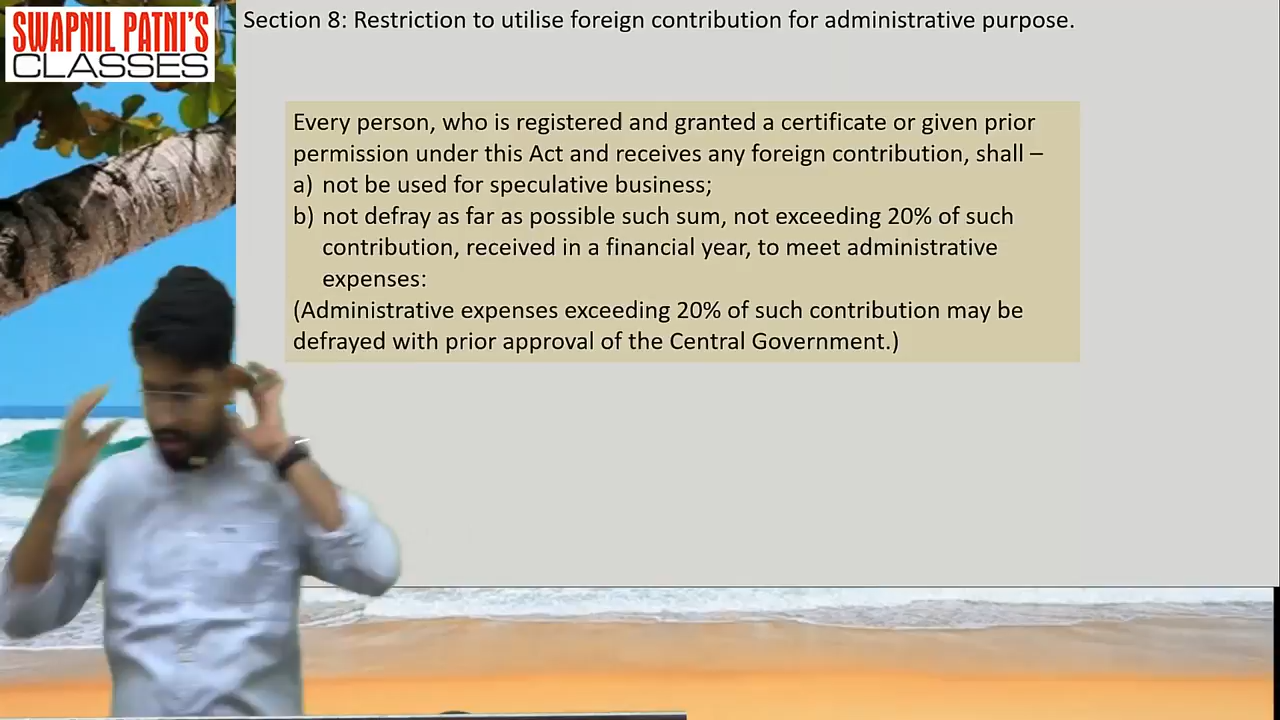 SWAPNIL PATNI'S
CLASSES
Section 8: Restriction to utilise foreign contribution for administrative purpose.
Every person, who is registered and granted a certificate or given prior
permission under this Act and receives any foreign contribution, shall –
a) not be used for speculative business;
b) not defray as far as possible such sum, not exceeding 20% of such
contribution, received in a financial year, to meet administrative
expenses:
(Administrative expenses exceeding 20% of such contribution may be
defrayed with prior approval of the Central Government.)